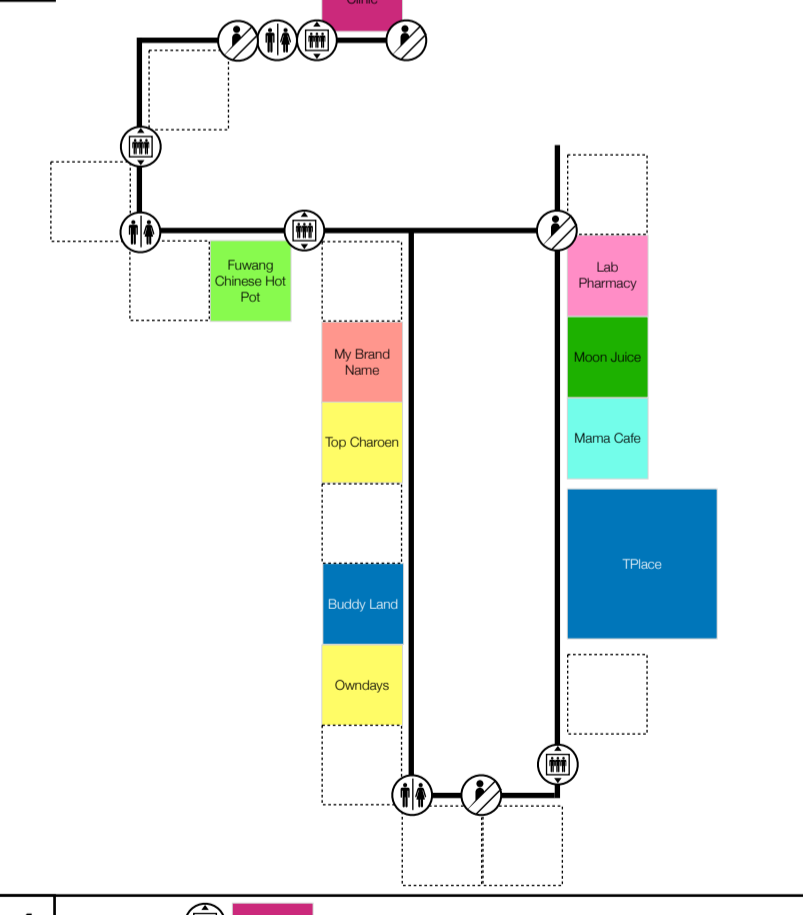 Clinic
Fuwang
Chinese Hot
Pot
Lab
Pharmacy
My Brand
Name
Moon Juice
Top Charoen
Mama Cafe
TPlace
Buddy Land
Owndays